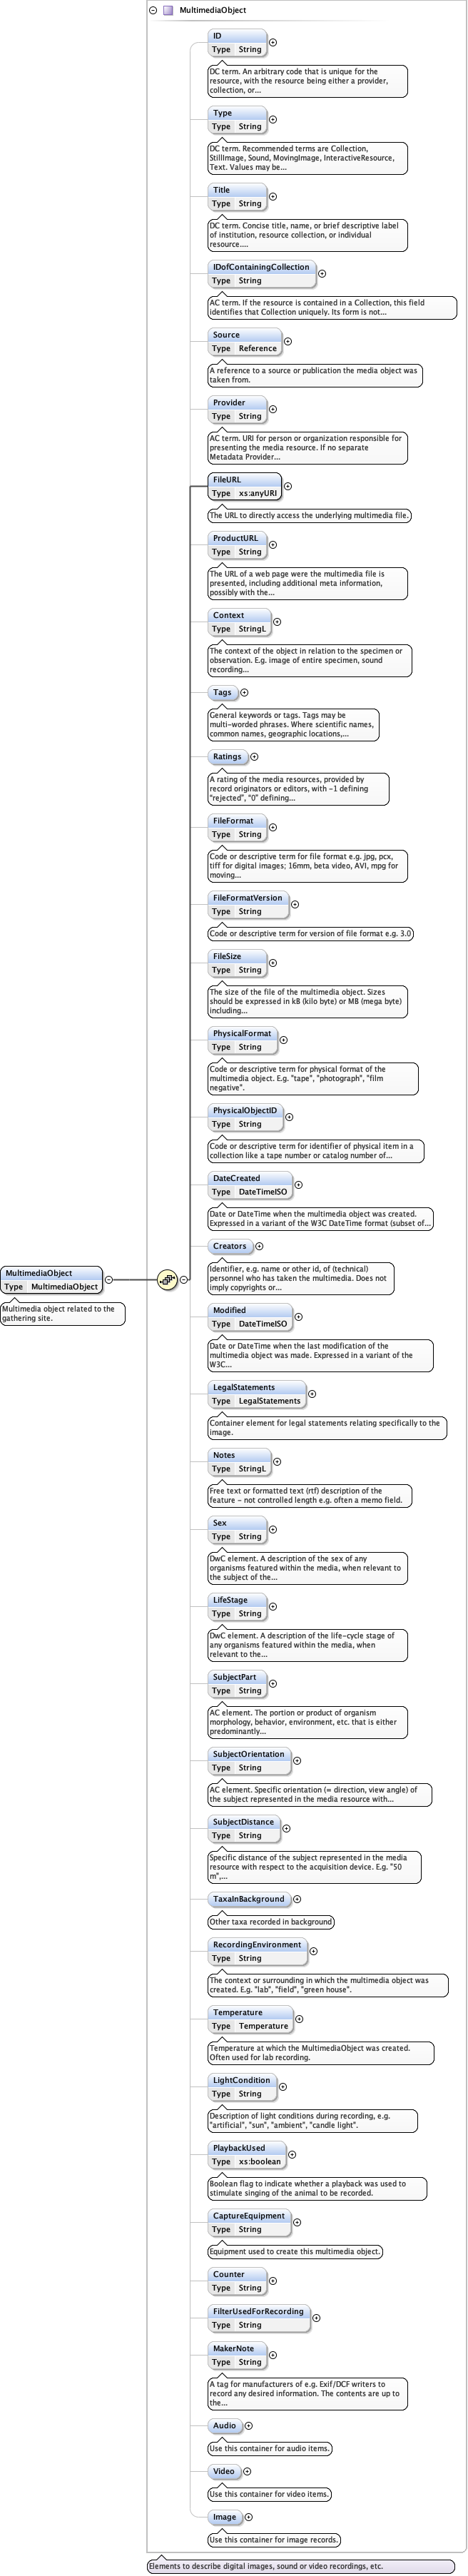 MultimediaObject
ID
Type String
DC term. An arbitrary code that is unique for the
resource, with the resource being either a provider,
collection, or...
Type
Type String
DC term. Recommended terms are Collection,
StillImage, Sound, MovingImage, InteractiveResource,
Text. Values may be...
Title
Type String
DC term. Concise title, name, or brief descriptive label
of institution, resource collection, or individual
resource....
IDofContainingCollection
Type String
AC term. If the resource is contained in a Collection, this field
identifies that Collection uniquely. Its form is not...
Source
Type Reference
A reference to a source or publication the media object was
taken from.
Provider
Type String
AC term. URI for person or organization responsible for
presenting the media resource. If no separate
Metadata Provider...
FileURL
Type xs:anyURI
The URL to directly access the underlying multimedia file.
ProductURL
Type String
The URL of a web page were the multimedia file is
presented, including additional meta information,
possibly with the...
Context
Type StringL
The context of the object in relation to the specimen or
observation. E.g. image of entire specimen, sound
recording...
Tags
General keywords or tags. Tags may be
multi-worded phrases. Where scientific names,
common names, geographic locations,...
Ratings
A rating of the media resources, provided by
record originators or editors, with -1 defining
"rejected", "0" defining...
FileFormat
Type String
Code or descriptive term for file format e.g. jpg, pcx,
tiff for digital images; 16mm, beta video, AVI, mpg for
moving...
FileFormatVersion
Type String
Code or descriptive term for version of file format e.g. 3.0
FileSize
Type String
The size of the file of the multimedia object. Sizes
should be expressed in kB (kilo byte) or MB (mega byte)
including...
PhysicalFormat
Type String
Code or descriptive term for physical format of the
multimedia object. E.g. "tape", "photograph", "film
negative".
PhysicalObjectID
Type String
Code or descriptive term for identifier of physical item in a
collection like a tape number or catalog number of...
DateCreated
Type DateTimeISO
Date or DateTime when the multimedia object was created.
Expressed in a variant of the W3C DateTime format (subset of...
Creators
Identifier, e.g. name or other id, of (technical)
personnel who has taken the multimedia. Does not
imply copyrights or...
MultimediaObject
Type MultimediaObject
Multimedia object related to the
gathering site.
Modified
Type DateTimeISO
Date or DateTime when the last modification of the
multimedia object was made. Expressed in a variant of the
W3C...
LegalStatements
Type LegalStatements
Container element for legal statements relating specifically to the
image.
Notes
Type StringL
Free text or formatted text (rtf) description of the
feature - not controlled length e.g. often a memo field.
Sex
Type String
DwC element. A description of the sex of any
organisms featured within the media, when relevant to
the subject of the...
LifeStage
Type String
DwC element. A description of the life-cycle stage of
any organisms featured within the media, when
relevant to the...
SubjectPart
Type String
AC element. The portion or product of organism
morphology, behavior, environment, etc. that is either
predominantly...
SubjectOrientation
Type String
AC element. Specific orientation (= direction, view angle) of
the subject represented in the media resource with...
SubjectDistance
Type String
Specific distance of the subject represented in the media
resource with respect to the acquisition device. E.g. "50
m",...
TaxaInBackground
Other taxa recorded in background
RecordingEnvironment
Type String
The context or surrounding in which the multimedia object was
created. E.g. "lab", "field", "green house".
Temperature
Type Temperature
Temperature at which the MultimediaObject was created.
Often used for lab recording.
LightCondition
Type String
Description of light conditions during recording, e.g.
"artificial", "sun", "ambient", "candle light".
PlaybackUsed
Type xs:boolean
Boolean flag to indicate whether a playback was used to
stimulate singing of the animal to be recorded.
CaptureEquipment
Type String
Equipment used to create this multimedia object.
Counter
Type String
FilterUsedForRecording
Type String
MakerNote
Type String
A tag for manufacturers of e.g. Exif/DCF writers to
record any desired information. The contents are up to
the...
Audio
Use this container for audio items.
Video
Use this container for video items.
Image
Use this container for image records.
Elements to describe digital images, sound or video recordings, etc.